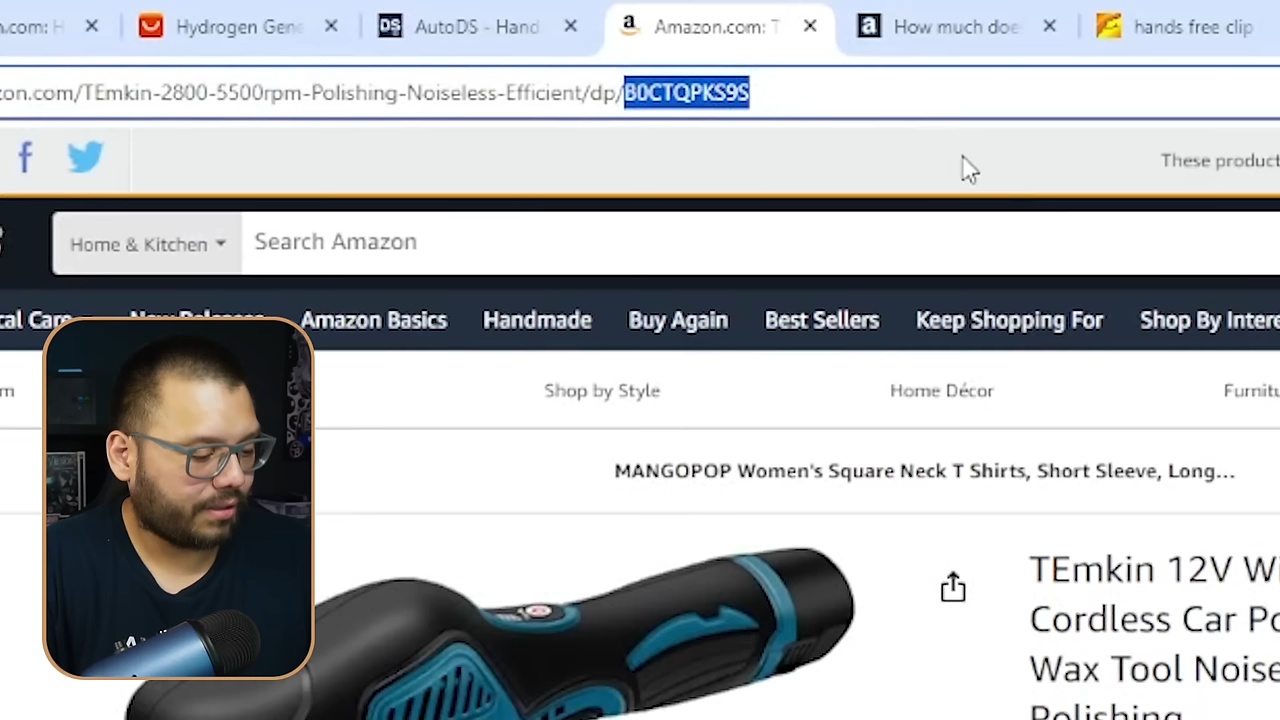 n.com: H
Hydrogen Gene
DS
AutoDS - Hand
a
Amazon.com: T
a
How much doe
hands free clip
zon.com/TEmkin-2800-5500rpm-Polishing-Noiseless-Efficient/dp/B0CTQPKS9S
f
These product
Home & Kitchen
Search Amazon
cal Care
New Releases
Amazon Basics
Handmade
Buy Again
Best Sellers
Keep Shopping For
Shop By Intere
m
Shop by Style
Home Décor
Furnitu
MANGOPOP Women's Square Neck T Shirts, Short Sleeve, Long...
TEmkin 12V Wi
Cordless Car Po
Wax Tool Noise
Polishing